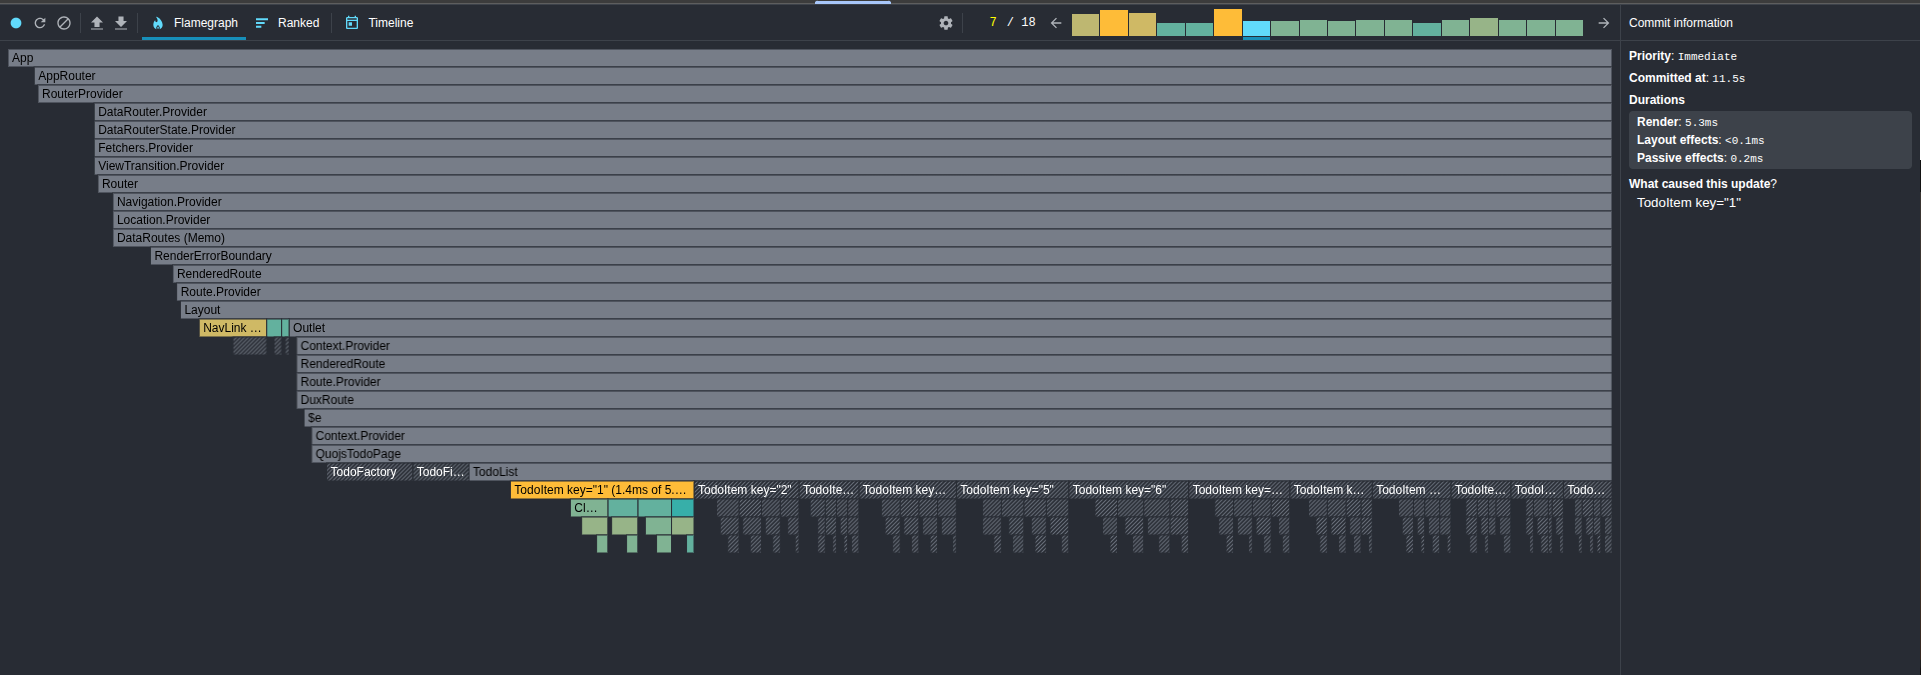 Flamegraph Ranked Timeline 7 / 18 Commit information
Priority: Immediate
Committed at: 11.5s
Durations
Render: 5.3ms
Layout effects: <0.1ms
Passive effects: 0.2ms
What caused this update?
TodoItem key="1"
App
AppRouter
RouterProvider
DataRouter.Provider
DataRouterState.Provider
Fetchers.Provider
ViewTransition.Provider
Router
Navigation.Provider
Location.Provider
DataRoutes (Memo)
RenderErrorBoundary
RenderedRoute
Route.Provider
Layout
NavLink … Outlet
Context.Provider
RenderedRoute
Route.Provider
DuxRoute
$e
Context.Provider
QuojsTodoPage
TodoFactory TodoFi… TodoList
TodoItem key="1" (1.4ms of 5.… TodoItem key="2" TodoIte… TodoItem key… TodoItem key="5" TodoItem key="6" TodoItem key=… TodoItem k… TodoItem … TodoIte… TodoI… Todo…
Cl…